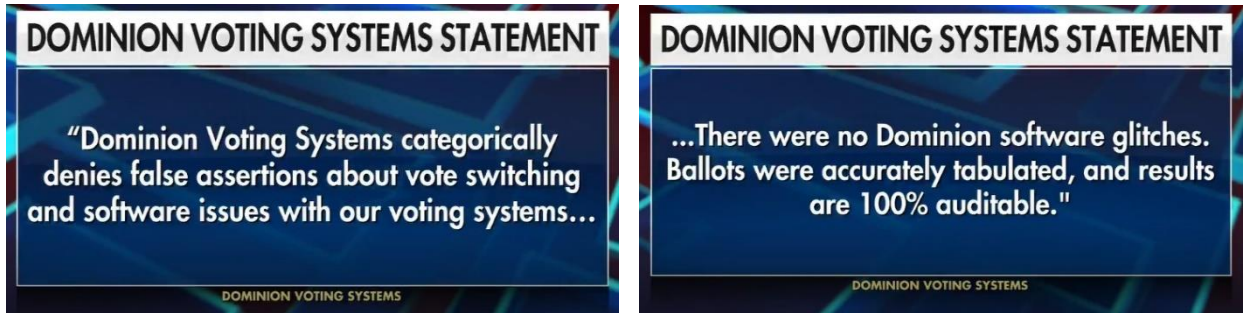 DOMINION VOTING SYSTEMS STATEMENT
“Dominion Voting Systems categorically
denies false assertions about vote switching
and software issues with our voting systems...
DOMINION VOTING SYSTEMS
DOMINION VOTING SYSTEMS STATEMENT
...There were no Dominion software glitches.
Ballots were accurately tabulated, and results
are 100% auditable."
DOMINION VOTING SYSTEMS